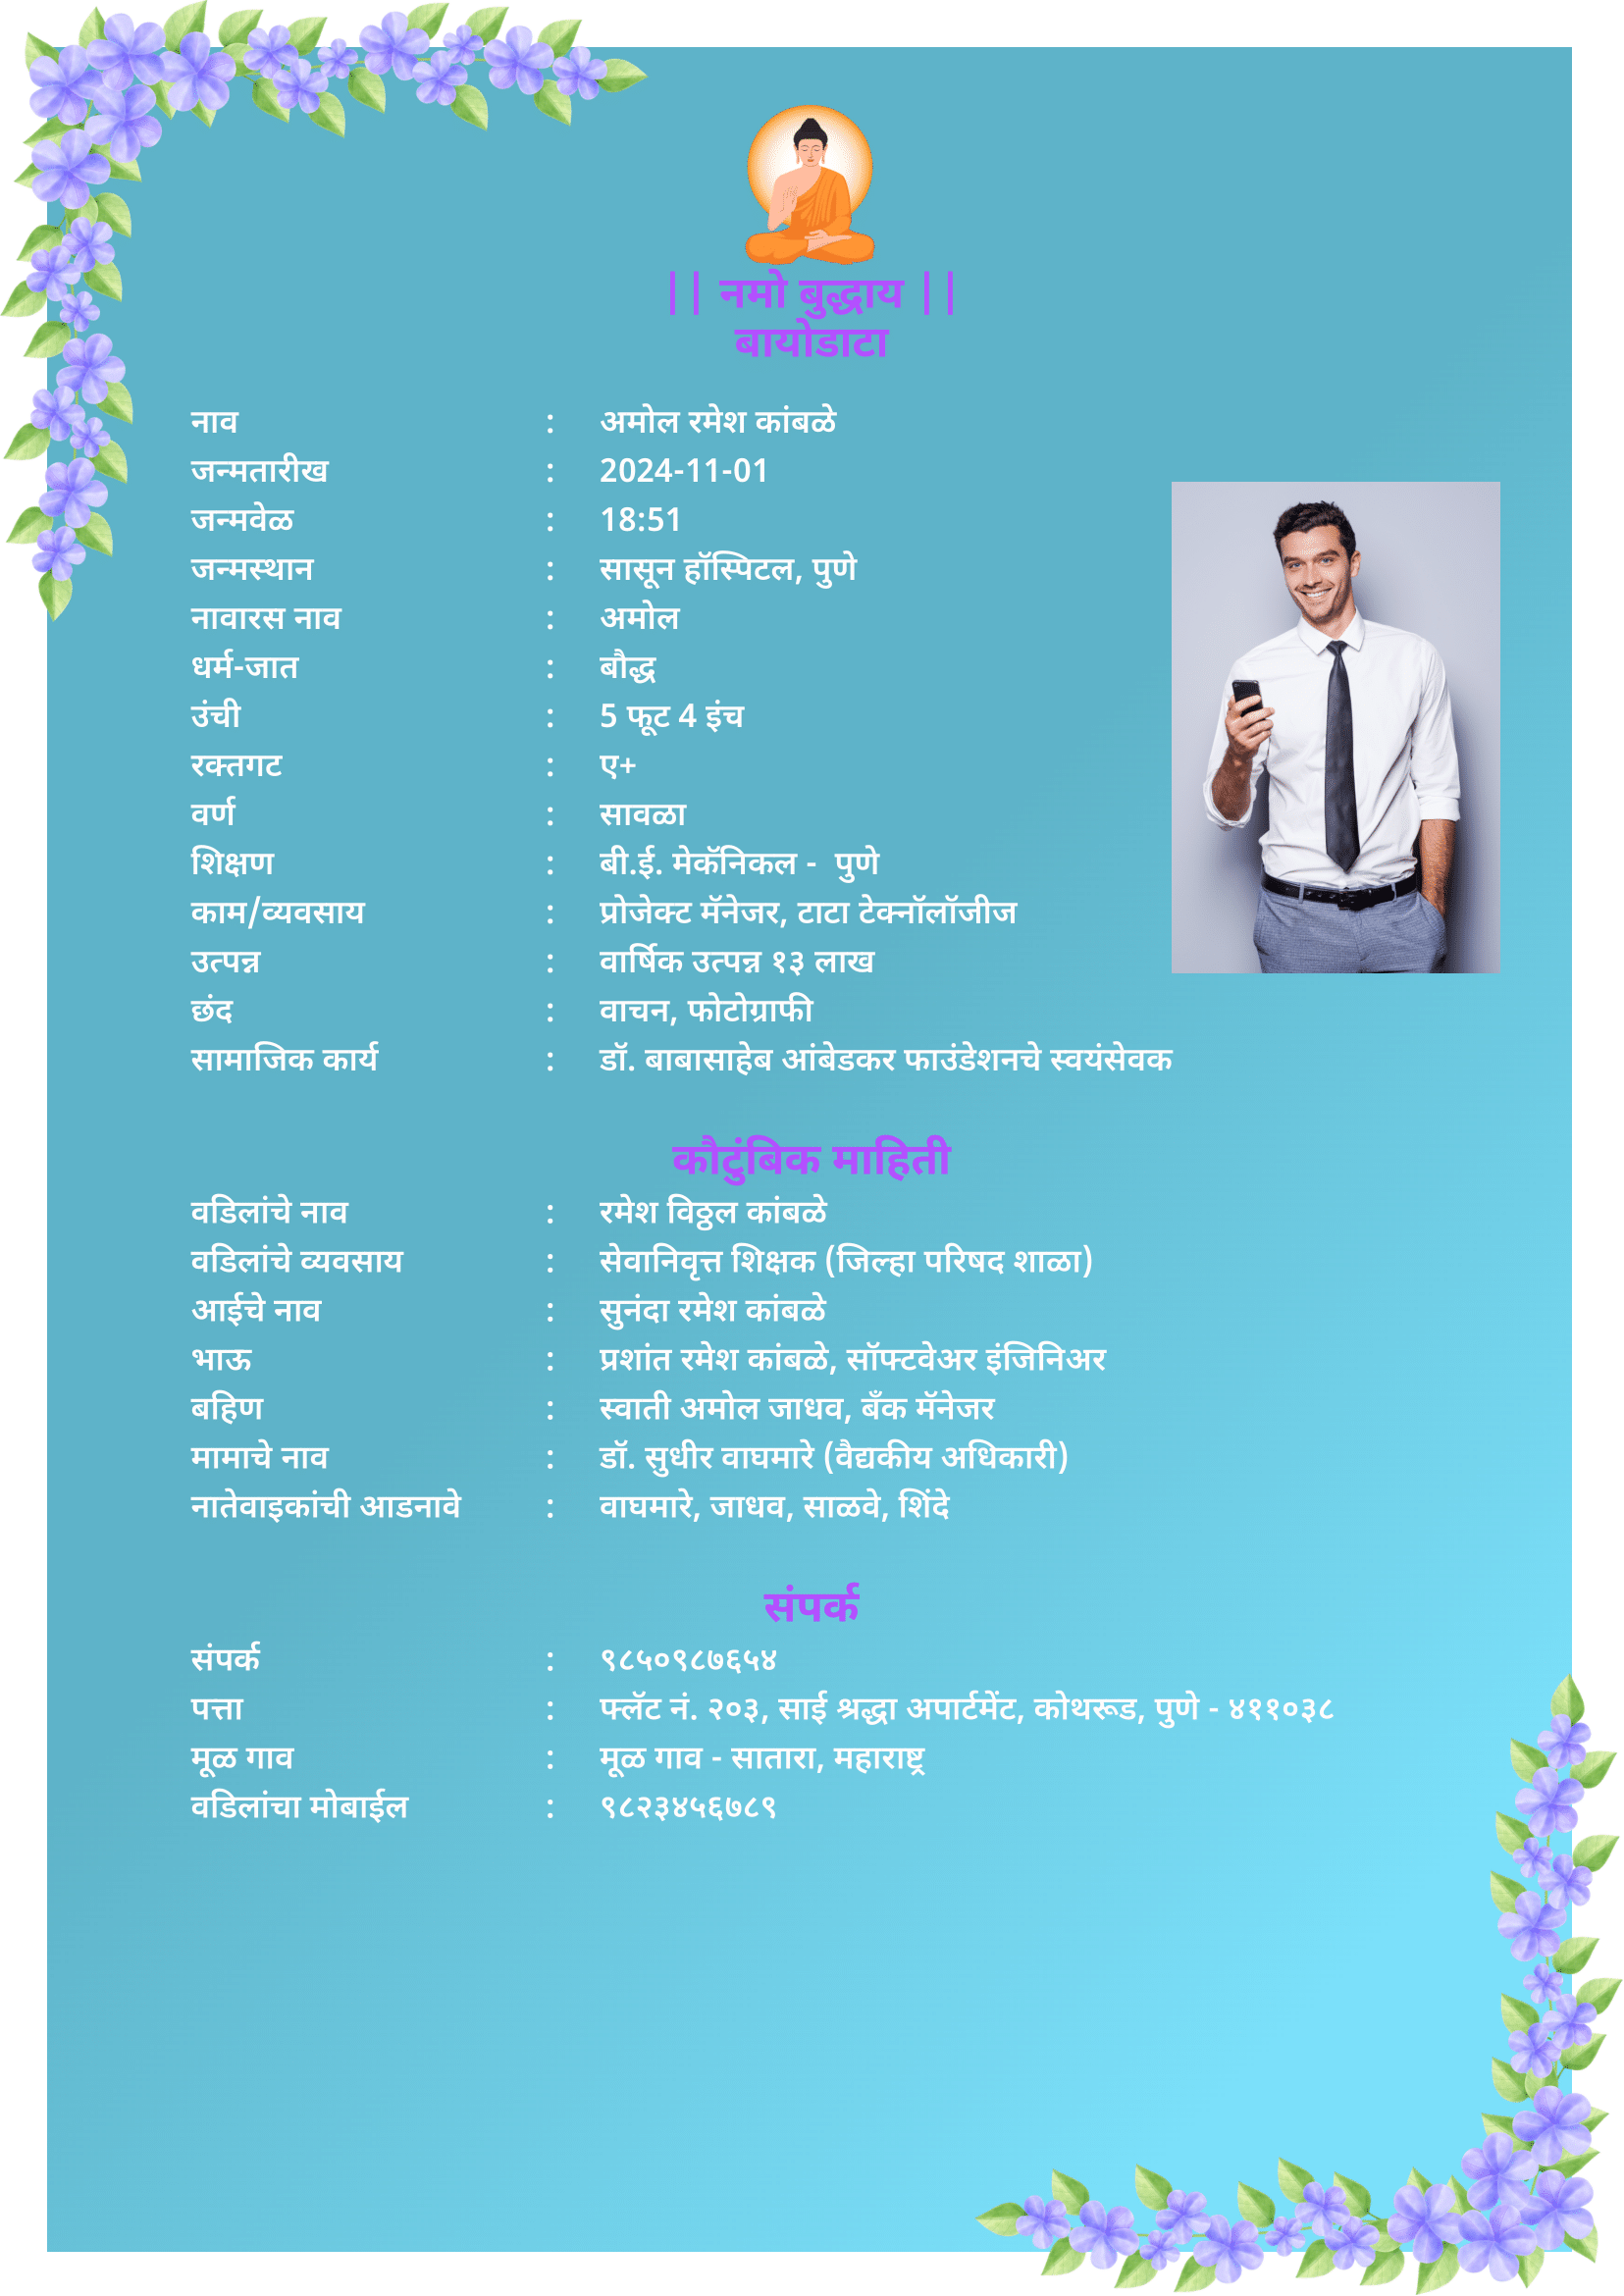 || नमो बुद्धाय ||
बायोडाटा
नाव : अमोल रमेश कांबळे
जन्मतारीख : 2024-11-01
जन्मवेळ : 18:51
जन्मस्थान : सासून हॉस्पिटल, पुणे
नावारस नाव : अमोल
धर्म-जात : बौद्ध
उंची : 5 फूट 4 इंच
रक्तगट : ए+
वर्ण : सावळा
शिक्षण : बी.ई. मेकॅनिकल - पुणे
काम/व्यवसाय : प्रोजेक्ट मॅनेजर, टाटा टेक्नॉलॉजीज
उत्पन्न : वार्षिक उत्पन्न १३ लाख
छंद : वाचन, फोटोग्राफी
सामाजिक कार्य : डॉ. बाबासाहेब आंबेडकर फाउंडेशनचे स्वयंसेवक
कौटुंबिक माहिती
वडिलांचे नाव : रमेश विठ्ठल कांबळे
वडिलांचे व्यवसाय : सेवानिवृत्त शिक्षक (जिल्हा परिषद शाळा)
आईचे नाव : सुनंदा रमेश कांबळे
भाऊ : प्रशांत रमेश कांबळे, सॉफ्टवेअर इंजिनिअर
बहिण : स्वाती अमोल जाधव, बँक मॅनेजर
मामाचे नाव : डॉ. सुधीर वाघमारे (वैद्यकीय अधिकारी)
नातेवाइकांची आडनावे : वाघमारे, जाधव, साळवे, शिंदे
संपर्क
संपर्क : ९८५०९८७६५४
पत्ता : फ्लॅट नं. २०३, साई श्रद्धा अपार्टमेंट, कोथरूड, पुणे - ४११०३८
मूळ गाव : मूळ गाव - सातारा, महाराष्ट्र
वडिलांचा मोबाईल : ९८२३४५६७८९